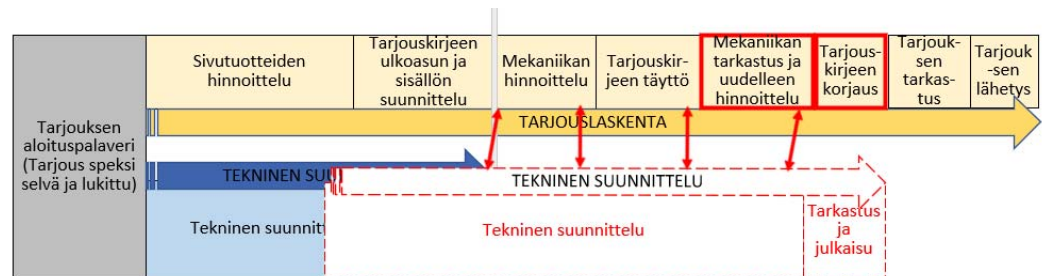 Sivutuotteiden
hinnoittelu
Tarjouskirjeen
ulkoasun ja
sisällön
suunnittelu
Mekaniikan
hinnoittelu
Tarjouskir-
jeen täyttö
Mekaniikan
tarkastus ja
uudelleen
hinnoittelu
Tarjous-
kirjeen
korjaus
Tarjouk-
sen
tarkas-
tus
Tarjouk
-sen
lähetys
Tarjouksen
aloituspalaveri
(Tarjous speksi
selvä ja lukittu)
TARJOUSLASKENTA
TEKNINEN SUU
TEKNINEN SUUNNITTELU
Tekninen suunnit
Tekninen suunnittelu
Tarkastus
ja
julkaisu